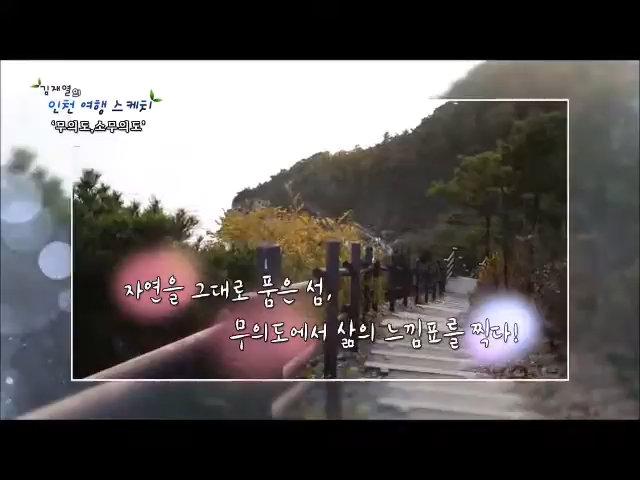 김재열의
인천 여행 스케치
'무의도,소무의도'
자연을 그대로 품은 섬,
무의도에서 삶의 느낌표를 찍다!